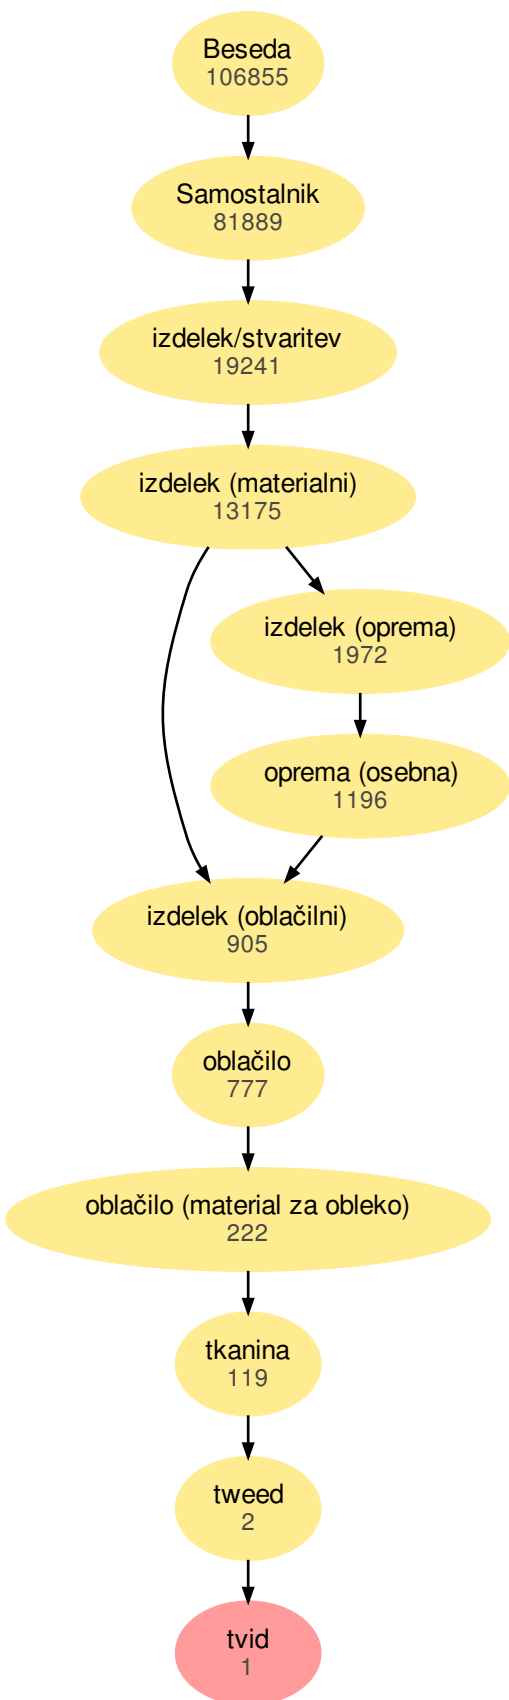 Beseda
106855
Samostalnik
81889
izdelek/stvaritev
19241
izdelek (materialni)
13175
izdelek (oprema)
1972
oprema (osebna)
1196
izdelek (oblačilni)
905
oblačilo
777
oblačilo (material za obleko)
222
tkanina
119
tweed
2
tvid
1